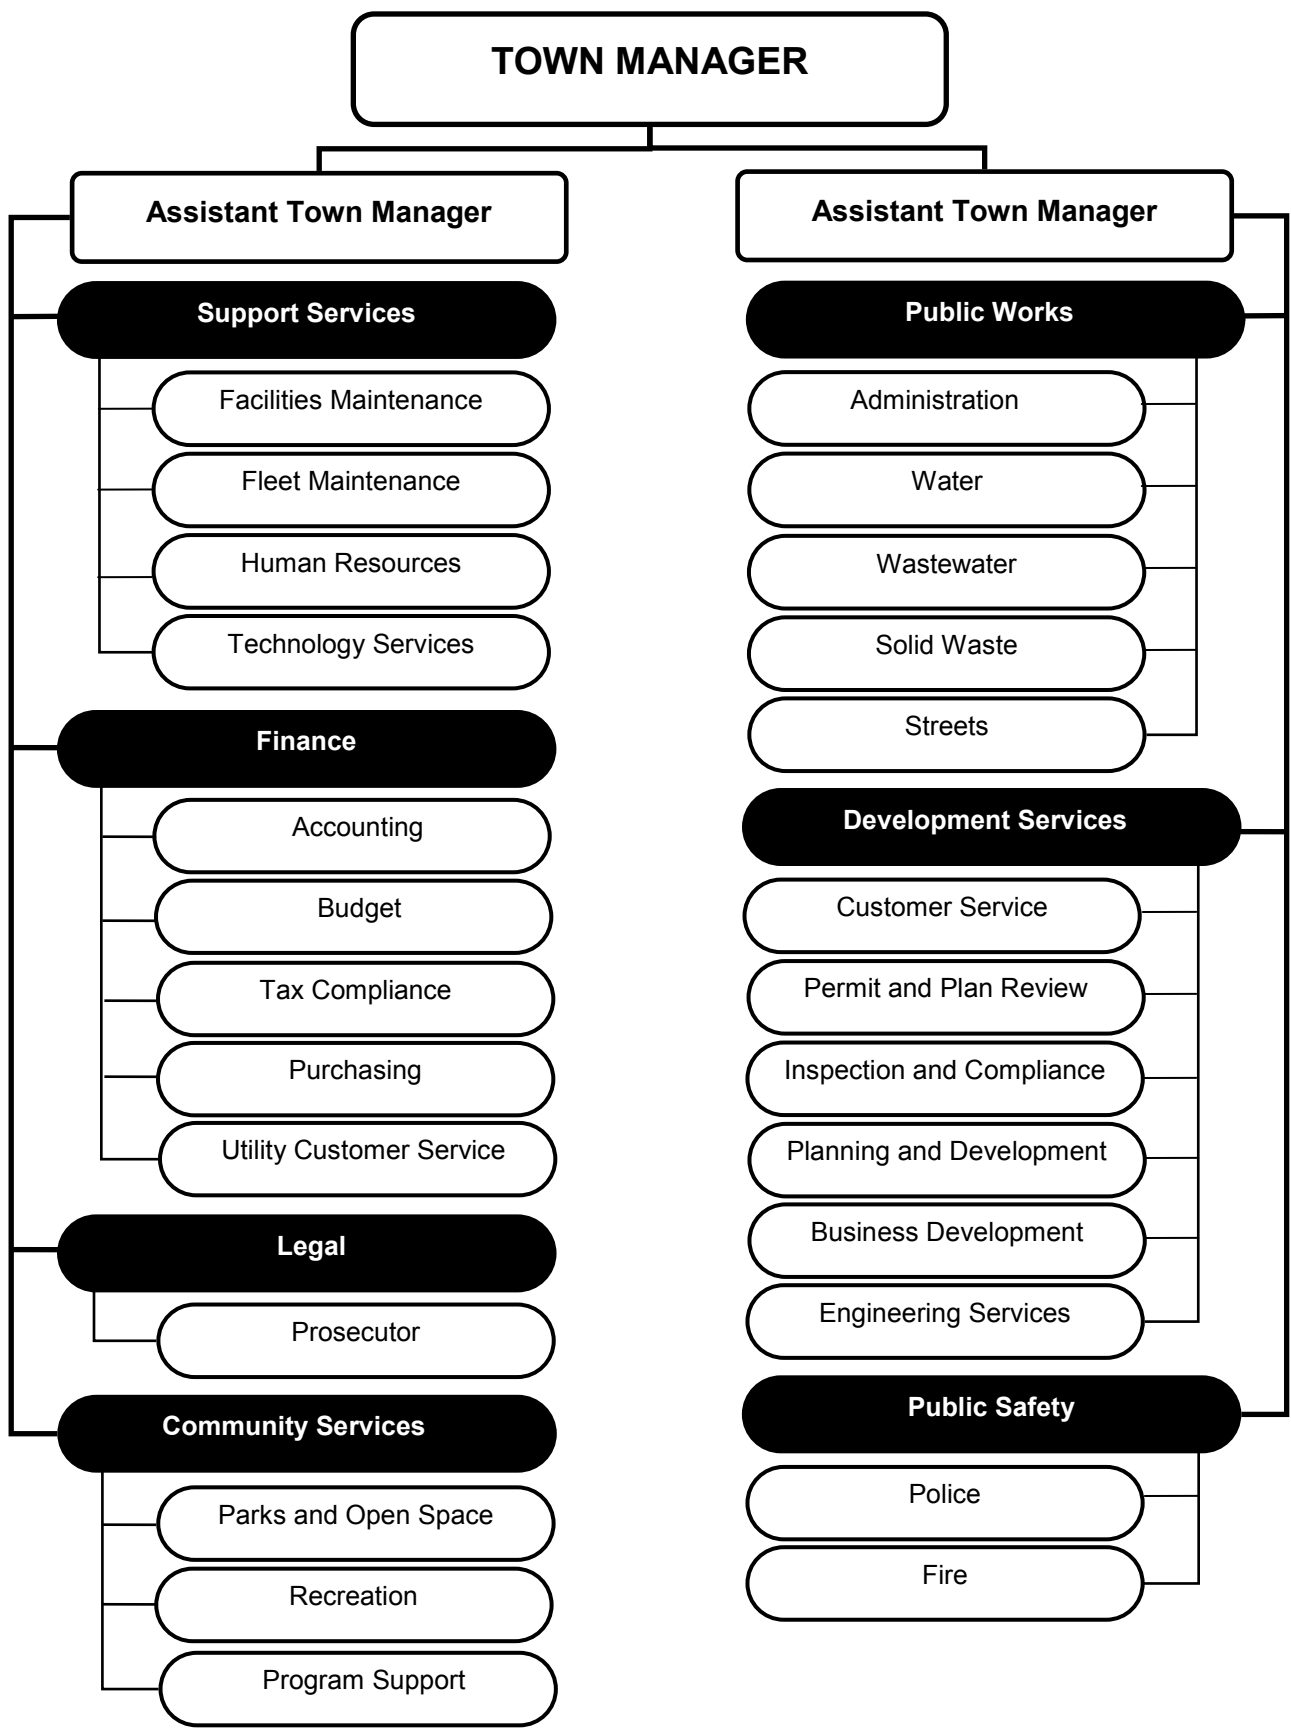 TOWN MANAGER
Assistant Town Manager
Support Services
Facilities Maintenance
Fleet Maintenance
Human Resources
Technology Services
Finance
Accounting
Budget
Tax Compliance
Purchasing
Utility Customer Service
Legal
Prosecutor
Community Services
Parks and Open Space
Recreation
Program Support
Assistant Town Manager
Public Works
Administration
Water
Wastewater
Solid Waste
Streets
Development Services
Customer Service
Permit and Plan Review
Inspection and Compliance
Planning and Development
Business Development
Engineering Services
Public Safety
Police
Fire